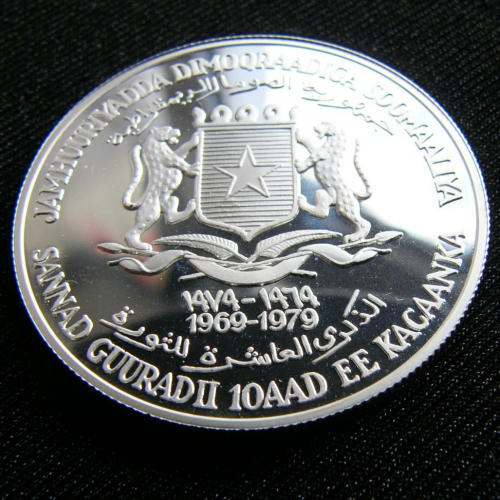 JAMHUURIYADDA DIMOQRAADIGA SOOMAALIYA
جمهورية الصومال الديمقراطية
١٩٧٩-١٩٦٩
1969-1979
الذكرى العاشرة للثورة
SANNAD GUURADII 10AAD EE KACAANKA